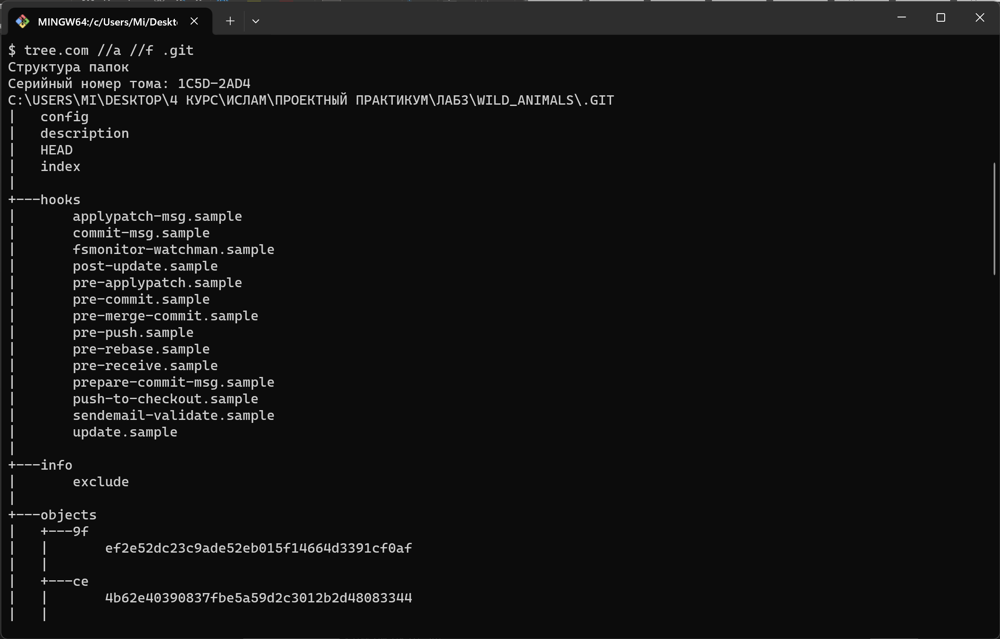 MINGW64:/c/Users/Mi/Deskt
$ tree.com //a //f .git
Структура папок
Серийный номер тома: 1C5D-2AD4
C:\USERS\MI\DESKTOP\4 КУРС\ИСЛАМ\ПРОЕКТНЫЙ ПРАКТИКУМ\ЛАБ3\WILD_ANIMALS\.GIT
|   config
|   description
|   HEAD
|   index
|
+---hooks
|       applypatch-msg.sample
|       commit-msg.sample
|       fsmonitor-watchman.sample
|       post-update.sample
|       pre-applypatch.sample
|       pre-commit.sample
|       pre-merge-commit.sample
|       pre-push.sample
|       pre-rebase.sample
|       pre-receive.sample
|       prepare-commit-msg.sample
|       push-to-checkout.sample
|       sendemail-validate.sample
|       update.sample
|
+---info
|       exclude
|
+---objects
|   +---9f
|   |       ef2e52dc23c9ade52eb015f14664d3391cf0af
|   |
|   +---ce
|   |       4b62e40390837fbe5a59d2c3012b2d48083344
|   |